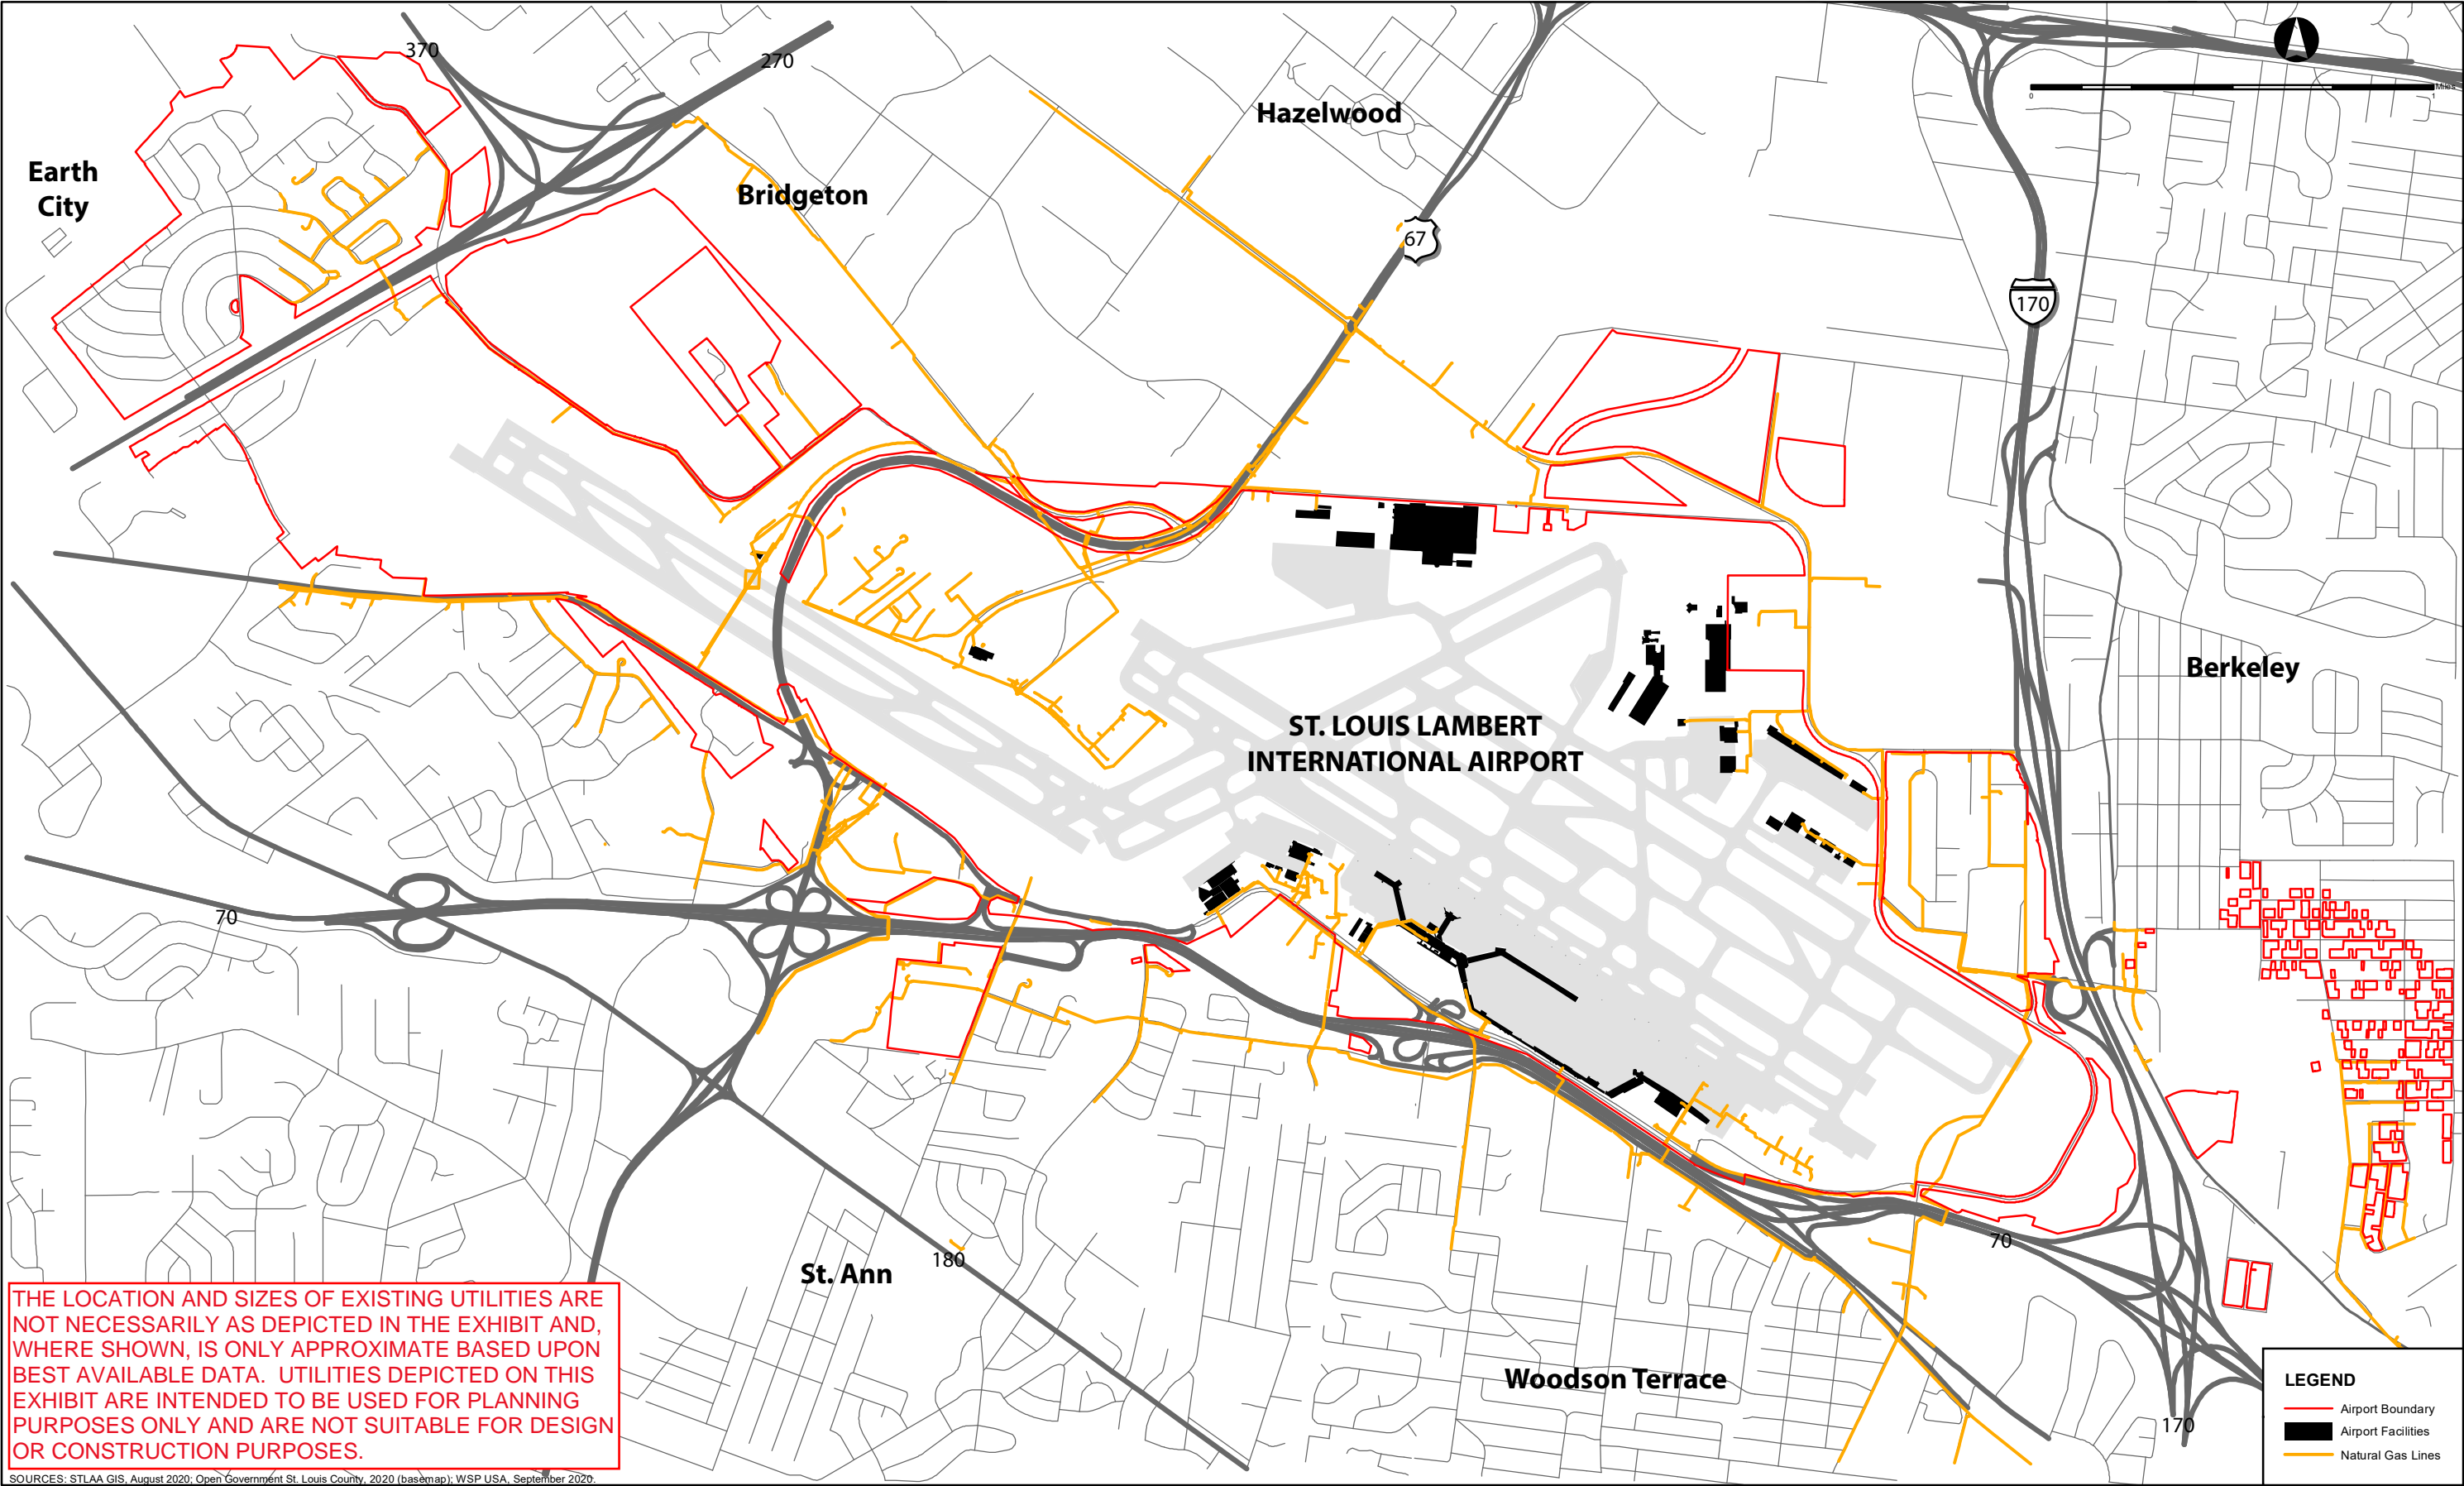 370
270
Miles
0
1
Hazelwood
Earth
City
Bridgeton
67
170
Berkeley
ST. LOUIS LAMBERT
INTERNATIONAL AIRPORT
70
70
St. Ann
180
Woodson Terrace
170
THE LOCATION AND SIZES OF EXISTING UTILITIES ARE
NOT NECESSARILY AS DEPICTED IN THE EXHIBIT AND,
WHERE SHOWN, IS ONLY APPROXIMATE BASED UPON
BEST AVAILABLE DATA.  UTILITIES DEPICTED ON THIS
EXHIBIT ARE INTENDED TO BE USED FOR PLANNING
PURPOSES ONLY AND ARE NOT SUITABLE FOR DESIGN
OR CONSTRUCTION PURPOSES.
SOURCES: STLAA GIS, August 2020; Open Government St. Louis County, 2020 (basemap); WSP USA, September 2020.
LEGEND
Airport Boundary
Airport Facilities
Natural Gas Lines